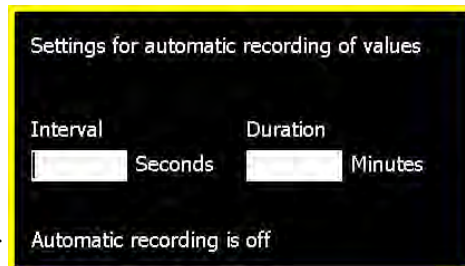 Settings for automatic recording of values
Interval Duration
Seconds Minutes
Automatic recording is off